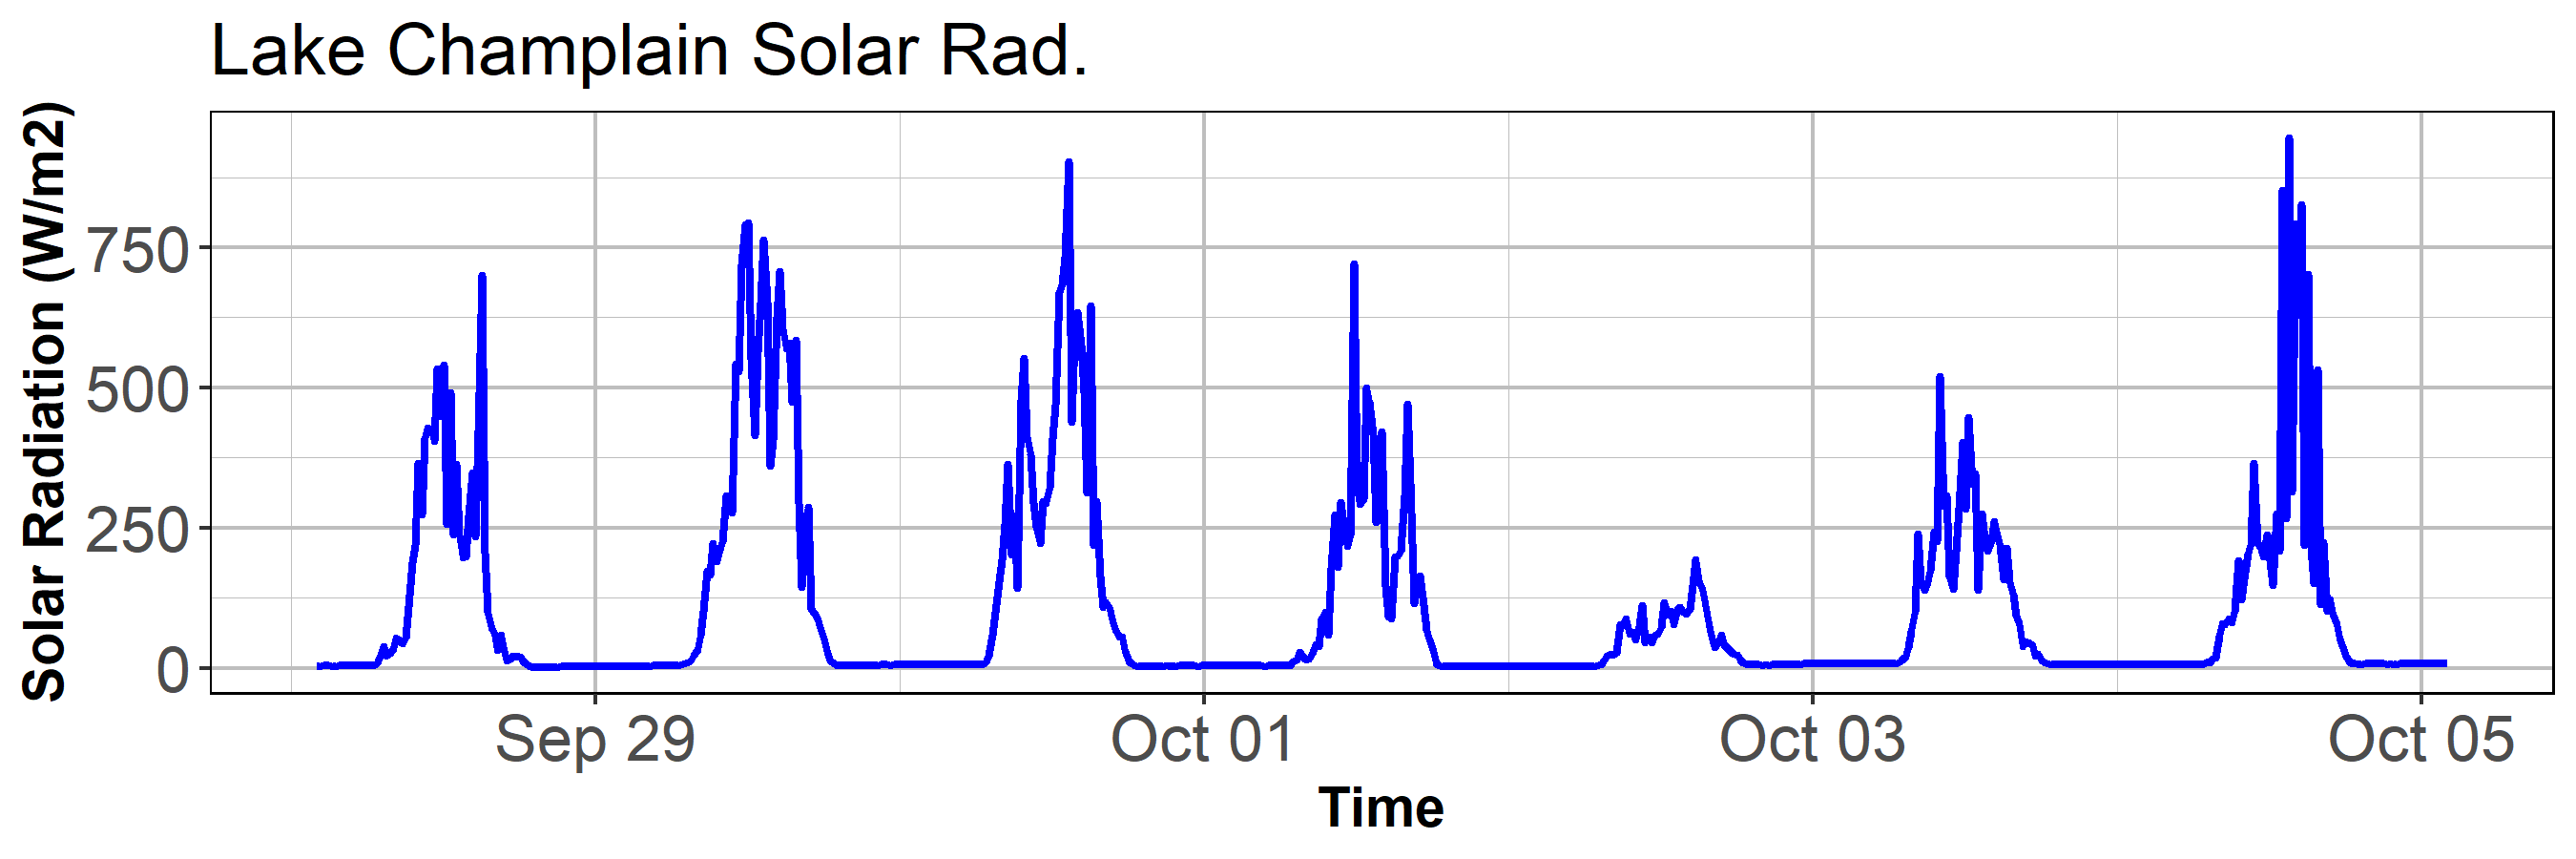 Lake Champlain Solar Rad.
Solar Radiation (W/m2)
750
500
250
0
Sep 29
Oct 01
Oct 03
Oct 05
Time